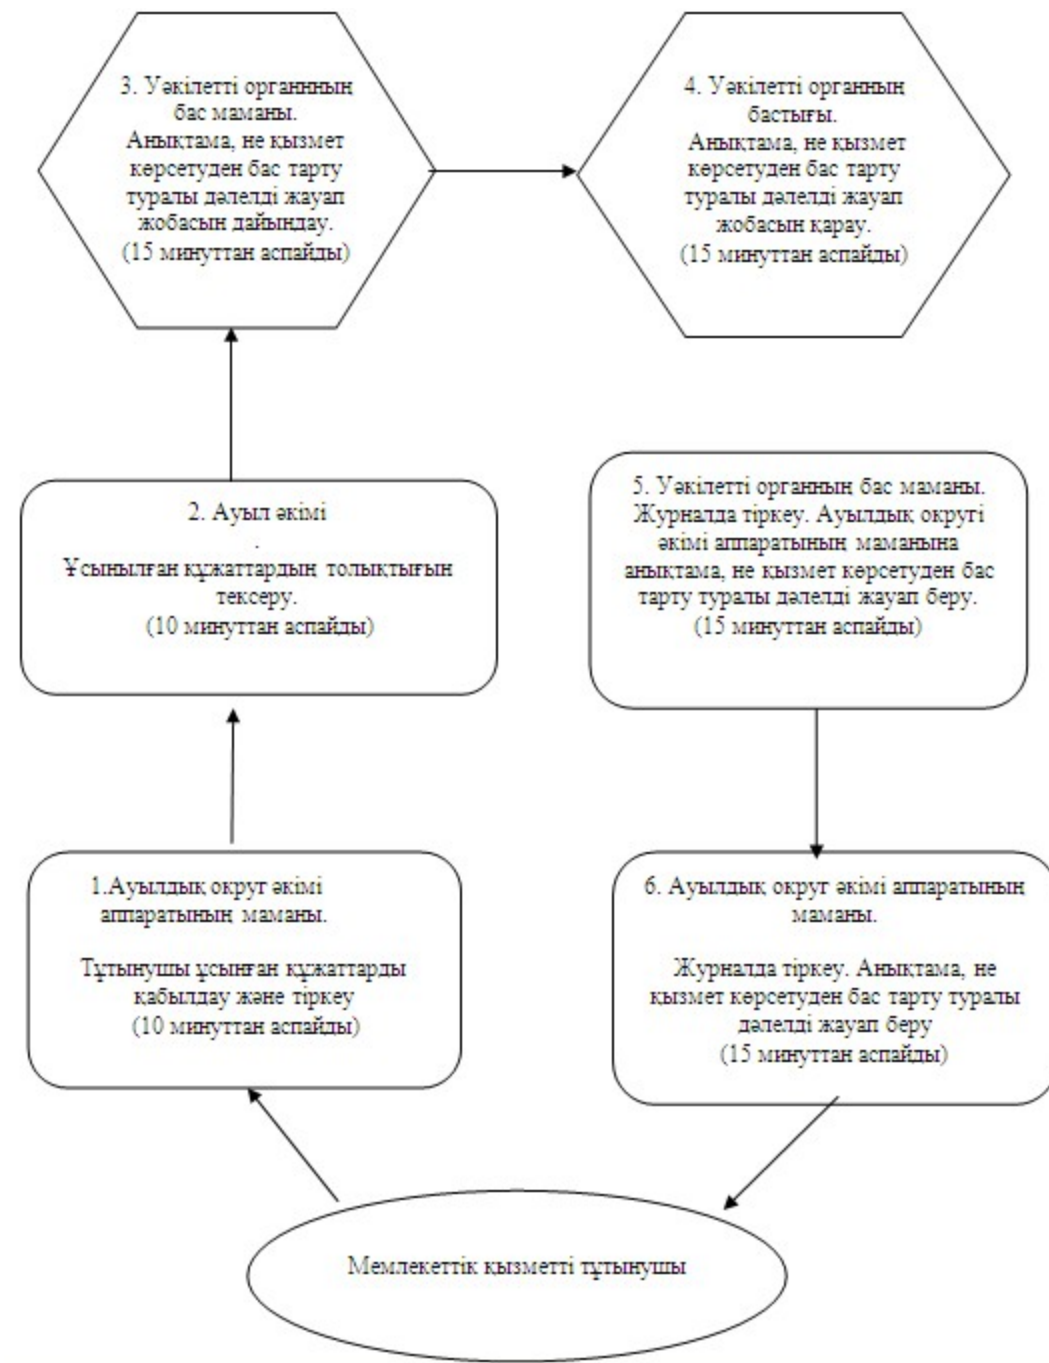 3. Уәкілетті органнның
бас маманы.
Анықтама, не қызмет
көрсетуден бас тарту
туралы дәлелді жауап
жобасын дайындау.
(15 минуттан аспайды)
4. Уәкілетті органның
бастығы.
Анықтама, не қызмет
көрсетуден бас тарту
туралы дәлелді жауап
жобасын қарау.
(15 минуттан аспайды)
2. Ауыл әкімі
.
Ұсынылған құжаттардың толықтығын
тексеру.
(10 минуттан аспайды)
5. Уәкілетті органның бас маманы.
Журналда тіркеу. Ауылдық округі
әкімі аппаратының маманына
анықтама, не қызмет көрсетуден бас
тарту туралы дәлелді жауап беру.
(15 минуттан аспайды)
1.Ауылдық округ әкімі
аппаратының маманы.
Тұтынушы ұсынған құжаттарды
қабылдау және тіркеу
(10 минуттан аспайды)
6. Ауылдық округ әкімі аппаратының
маманы.
Журналда тіркеу. Анықтама, не
қызмет көрсетуден бас тарту туралы
дәлелді жауап беру
(15 минуттан аспайды)
Мемлекеттік қызметті тұтынушы